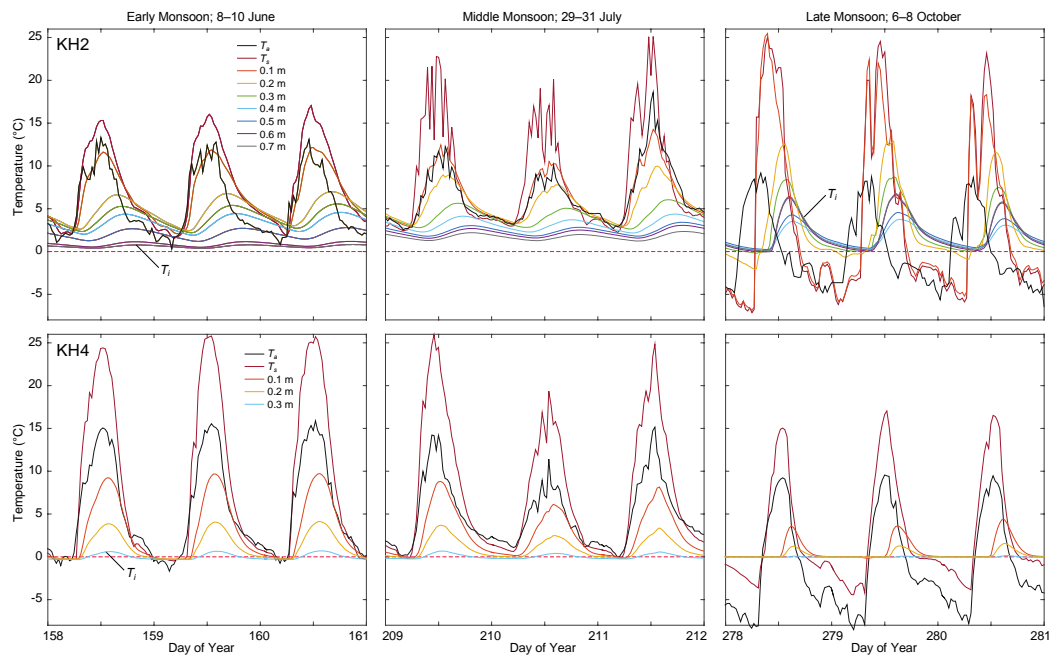 Early Monsoon; 8–10 June
Middle Monsoon; 29–31 July
Late Monsoon; 6–8 October
KH2
Temperature (°C)
25
20
15
10
5
0
-5
Ta
Ts
0.1 m
0.2 m
0.3 m
0.4 m
0.5 m
0.6 m
0.7 m
Ti
Ti
KH4
Temperature (°C)
25
20
15
10
5
0
-5
Ta
Ts
0.1 m
0.2 m
0.3 m
Ti
158 159 160 161
209 210 211 212
278 279 280 281
Day of Year
Day of Year
Day of Year